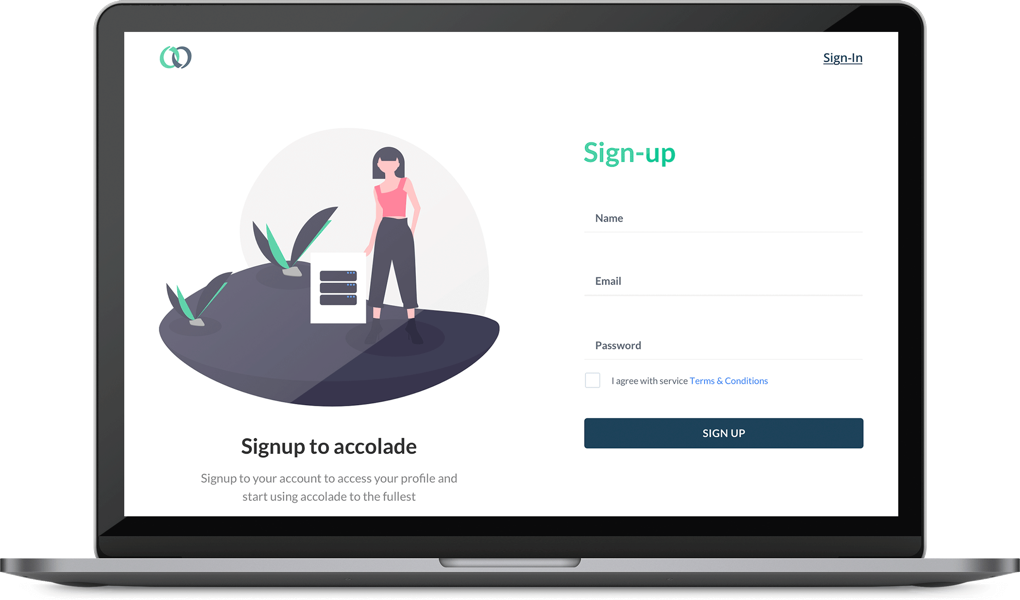 Sign-In
Sign-up
Name
Email
Password
I agree with service Terms & Conditions
SIGN UP
Signup to accolade
Signup to your account to access your profile and
start using accolade to the fullest